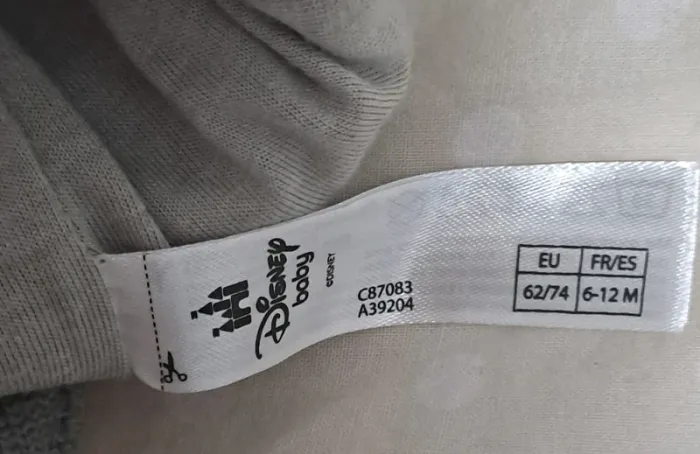 DISNEY
baby
©DISNEY
C87083
A39204
EU FR/ES
62/74 6-12 M